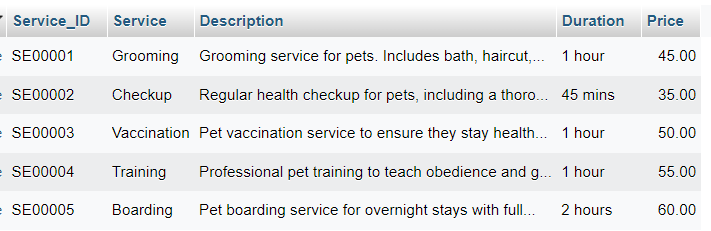 Service_ID Service Description Duration Price
SE00001 Grooming Grooming service for pets. Includes bath, haircut,... 1 hour 45.00
SE00002 Checkup Regular health checkup for pets, including a thoro... 45 mins 35.00
SE00003 Vaccination Pet vaccination service to ensure they stay health... 1 hour 50.00
SE00004 Training Professional pet training to teach obedience and g... 1 hour 55.00
SE00005 Boarding Pet boarding service for overnight stays with full... 2 hours 60.00